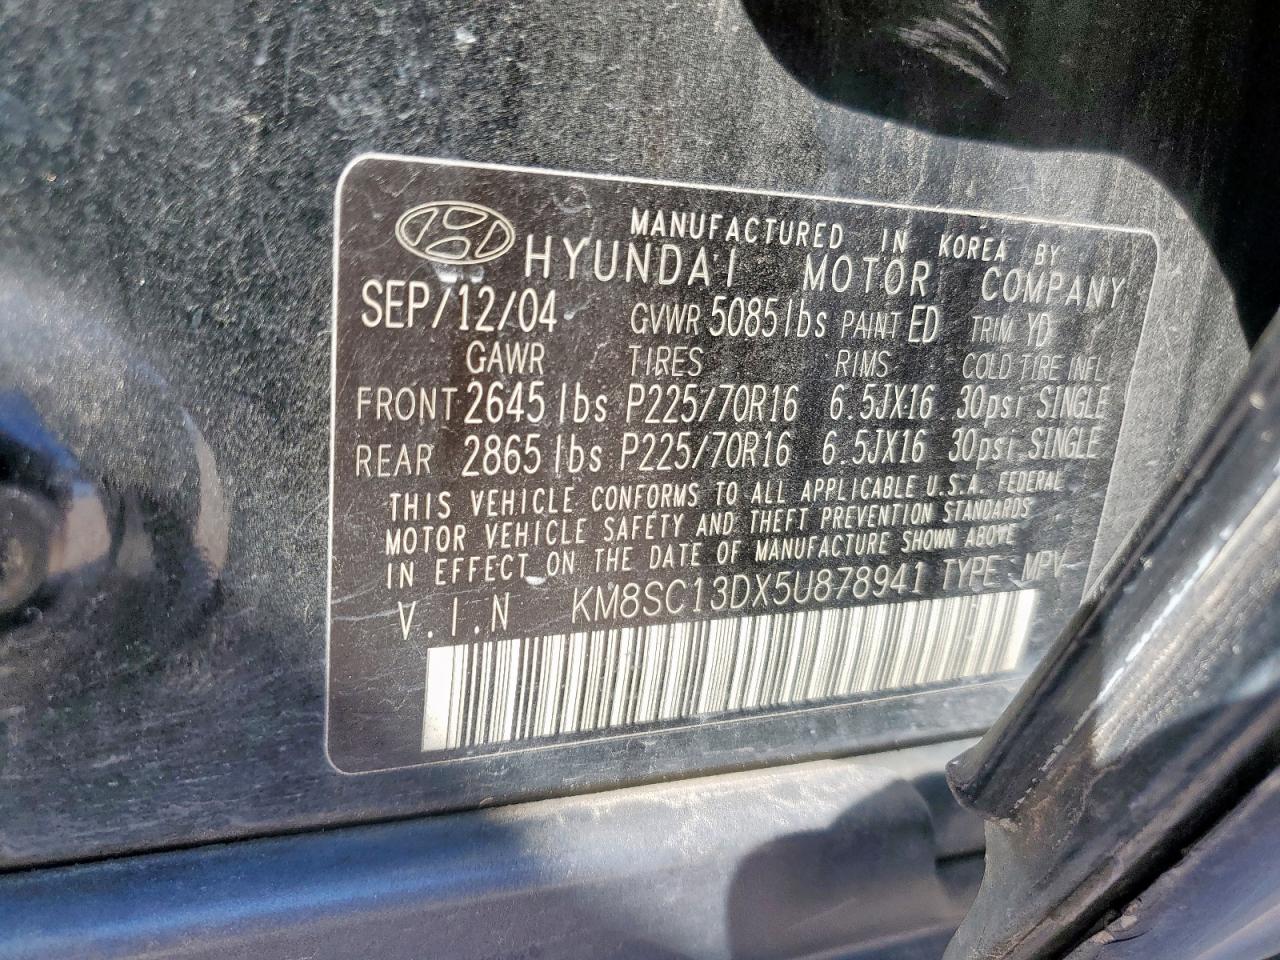 MANUFACTURED IN KOREA BY
HYUNDAI MOTOR COMPANY
SEP/12/04 GVWR 5085 lbs PAINT ED TRIM YD
GAWR TIRES RIMS COLD TIRE INFL
FRONT 2645 lbs P225/70R16 6.5JX16 30psi SINGLE
REAR 2865 lbs P225/70R16 6.5JX16 30psi SINGLE
THIS VEHICLE CONFORMS TO ALL APPLICABLE U.S.A. FEDERAL
MOTOR VEHICLE SAFETY AND THEFT PREVENTION STANDARDS
IN EFFECT ON THE DATE OF MANUFACTURE SHOWN ABOVE
V.I.N KM8SC13DX5U878941 TYPE : MPV